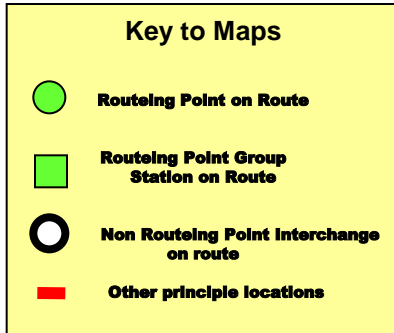 Key to Maps
Routeing Point on Route
Routeing Point Group
Station on Route
Non Routeing Point Interchange
on route
Other principle locations